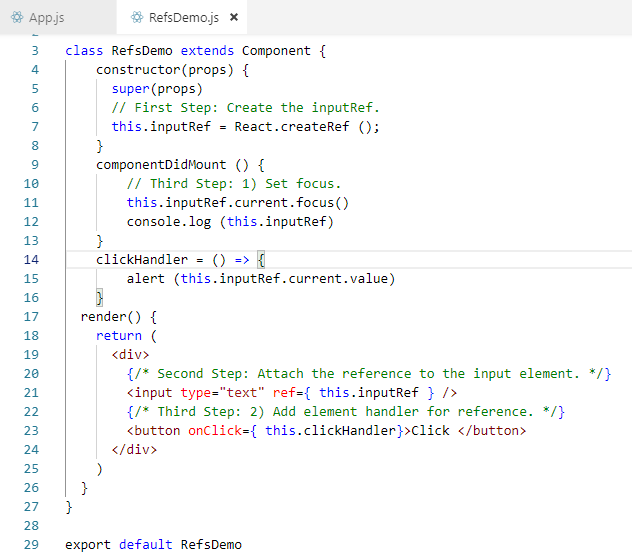 App.js RefsDemo.js ×
2
3 class RefsDemo extends Component {
4 constructor(props) {
5 super(props)
6 // First Step: Create the inputRef.
7 this.inputRef = React.createRef ();
8 }
9 componentDidMount () {
10 // Third Step: 1) Set focus.
11 this.inputRef.current.focus()
12 console.log (this.inputRef)
13 }
14 clickHandler = () => {
15 alert (this.inputRef.current.value)
16 }
17 render() {
18 return (
19 <div>
20 {/* Second Step: Attach the reference to the input element. */}
21 <input type="text" ref={ this.inputRef } />
22 {/* Third Step: 2) Add element handler for reference. */}
23 <button onClick={ this.clickHandler}>Click </button>
24 </div>
25 )
26 }
27 }
28
29 export default RefsDemo